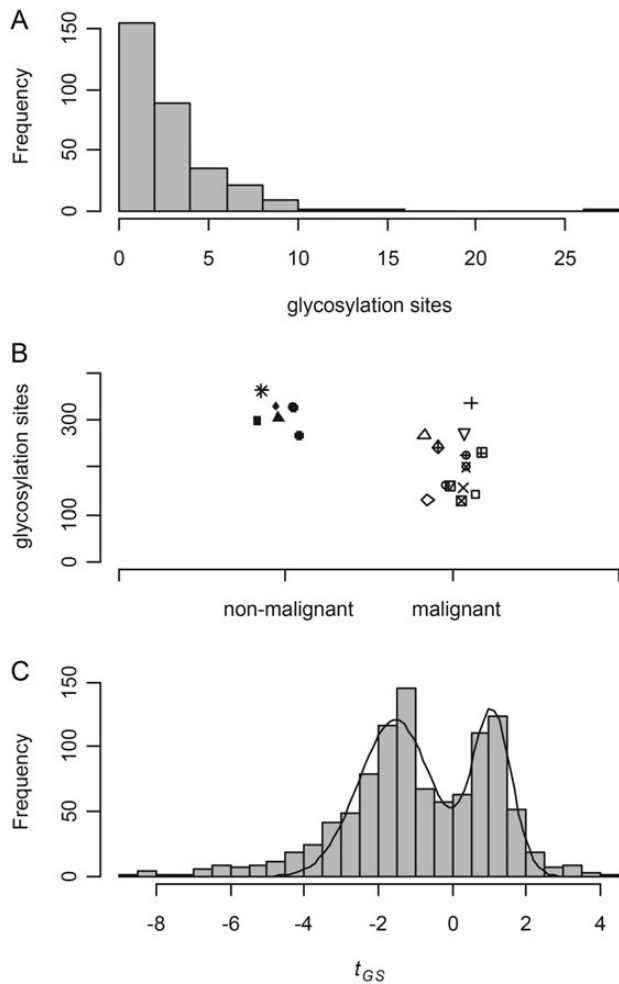 A
Frequency
0 50 100 150
0 5 10 15 20 25
glycosylation sites
B
glycosylation sites
0 100 300
non-malignant malignant
C
Frequency
0 50 100 150
-8 -6 -4 -2 0 2 4
tGS